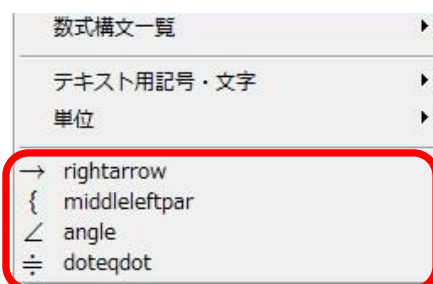 数式構文一覧
テキスト用記号・文字
単位
→ rightarrow
{ middleleftpar
∠ angle
≑ doteqdot